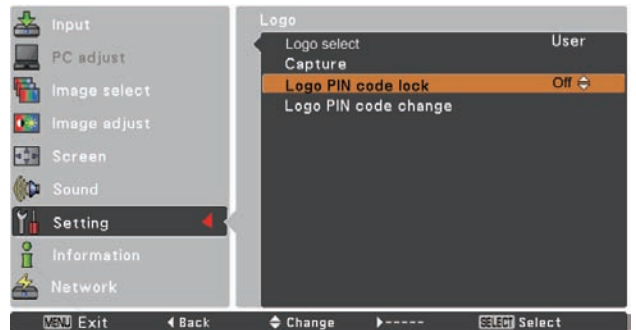 Input
PC adjust
Image select
Image adjust
Screen
Sound
Setting
Information
Network
Logo
Logo select User
Capture
Logo PIN code lock Off
Logo PIN code change
MENU Exit Back Change ----- SELECT Select